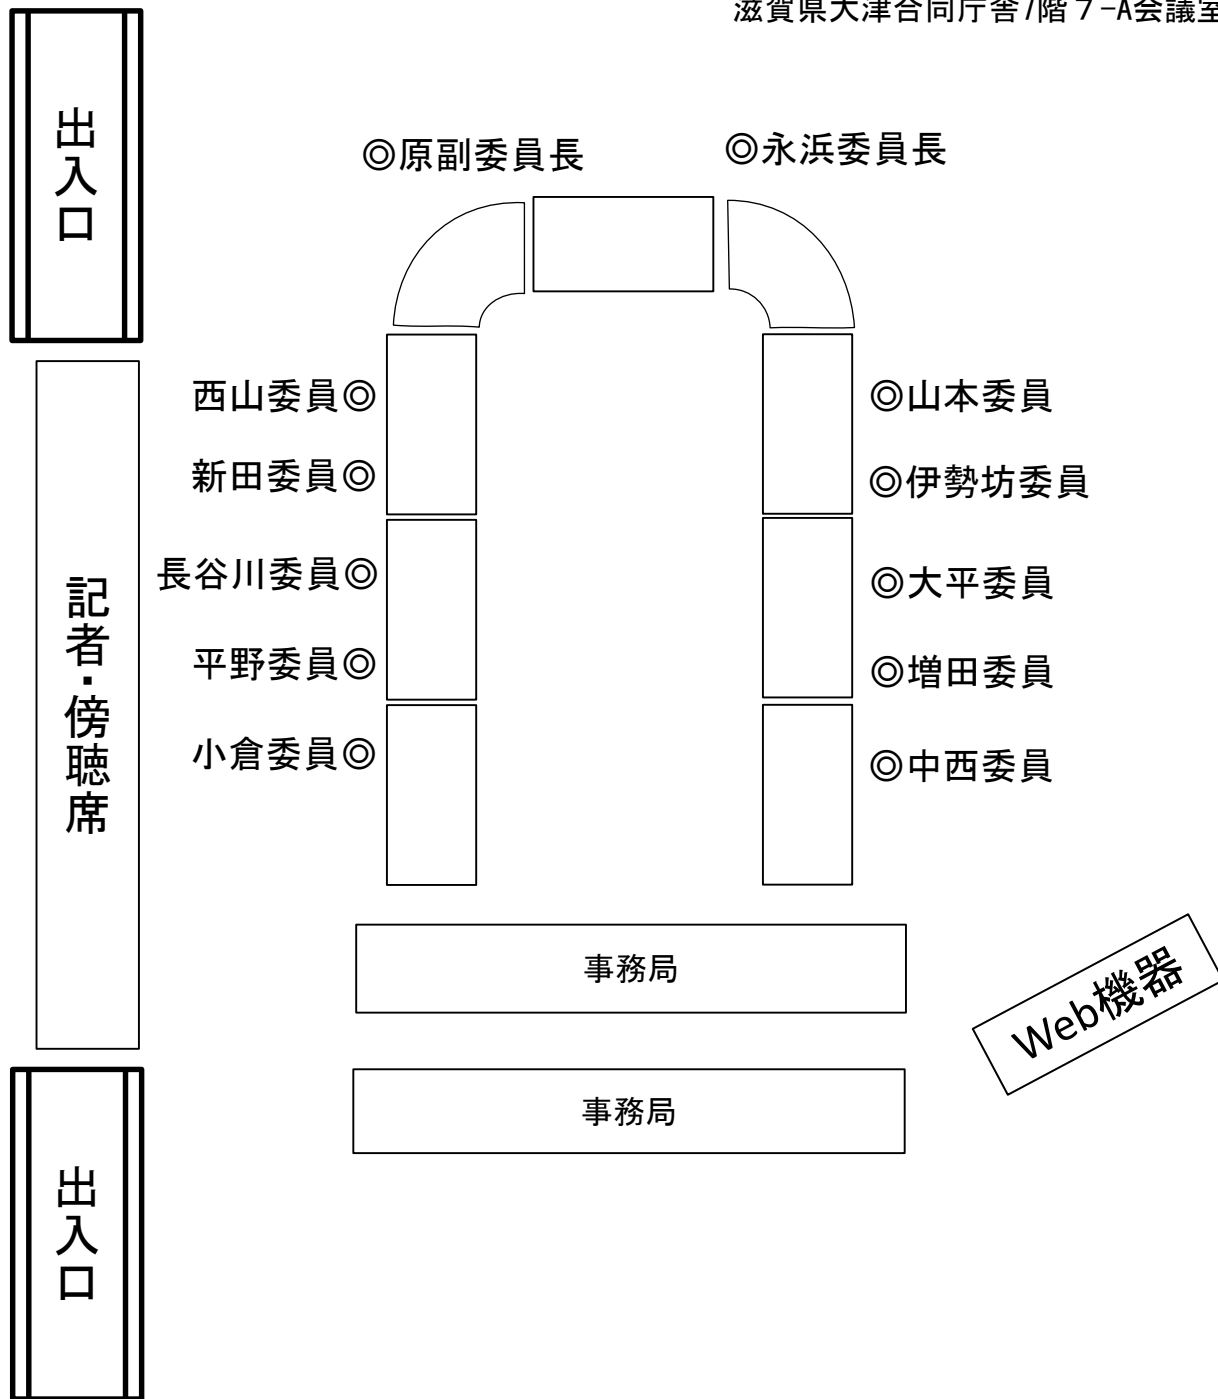 滋賀県大津合同庁舎7階７-A会議室
出入口
◎原副委員長
◎永浜委員長
西山委員◎
◎山本委員
新田委員◎
◎伊勢坊委員
長谷川委員◎
◎大平委員
平野委員◎
◎増田委員
小倉委員◎
◎中西委員
記者・傍聴席
事務局
Web機器
事務局
出入口